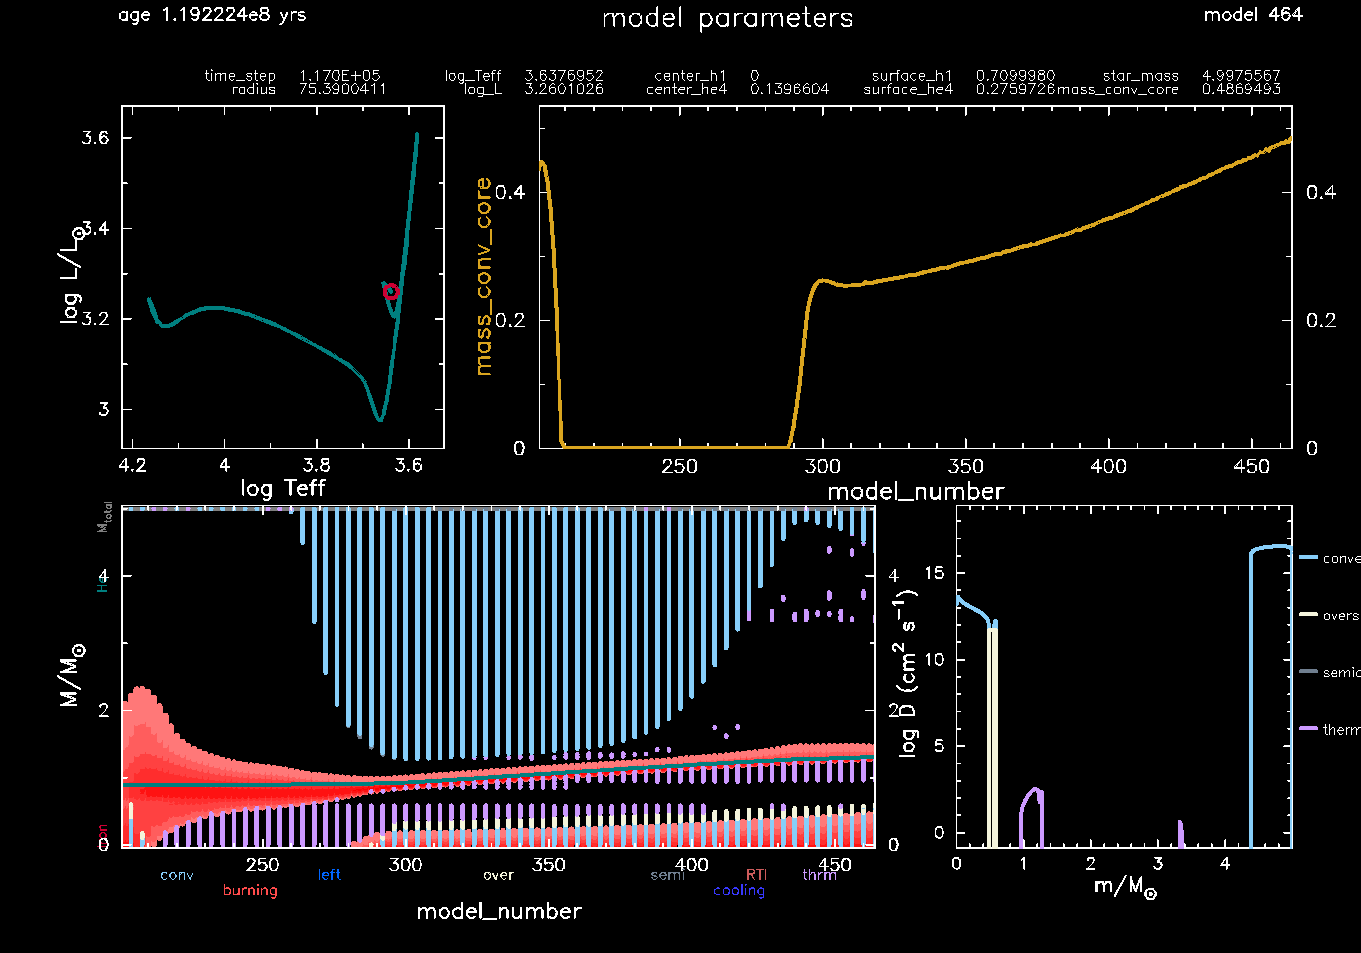 age 1.192224e8 yrs model parameters model 464
time_step 1.170E+05 log_Teff 3.6376952 center_h1 0 surface_h1 0.7099980 star_mass 4.9975567
radius 75.3900411 log_L 3.2601026 center_he4 0.1396604 surface_he4 0.2759726 mass_conv_core 0.4869493
log L/L⊙
3.6
3.4
3.2
3
4.2 4 3.8 3.6
log Teff
mass_conv_core
0.4 0.4
0.2 0.2
0 0
250 300 350 400 450
model_number
M/M⊙
Mtotal
He
4 4
2 2
0 0
250 300 350 400 450
conv left over semi RTI thrm
burning cooling
model_number
log D (cm² s⁻¹)
15
10
5
0
0 1 2 3 4
m/M⊙
conve
overs
semic
therm